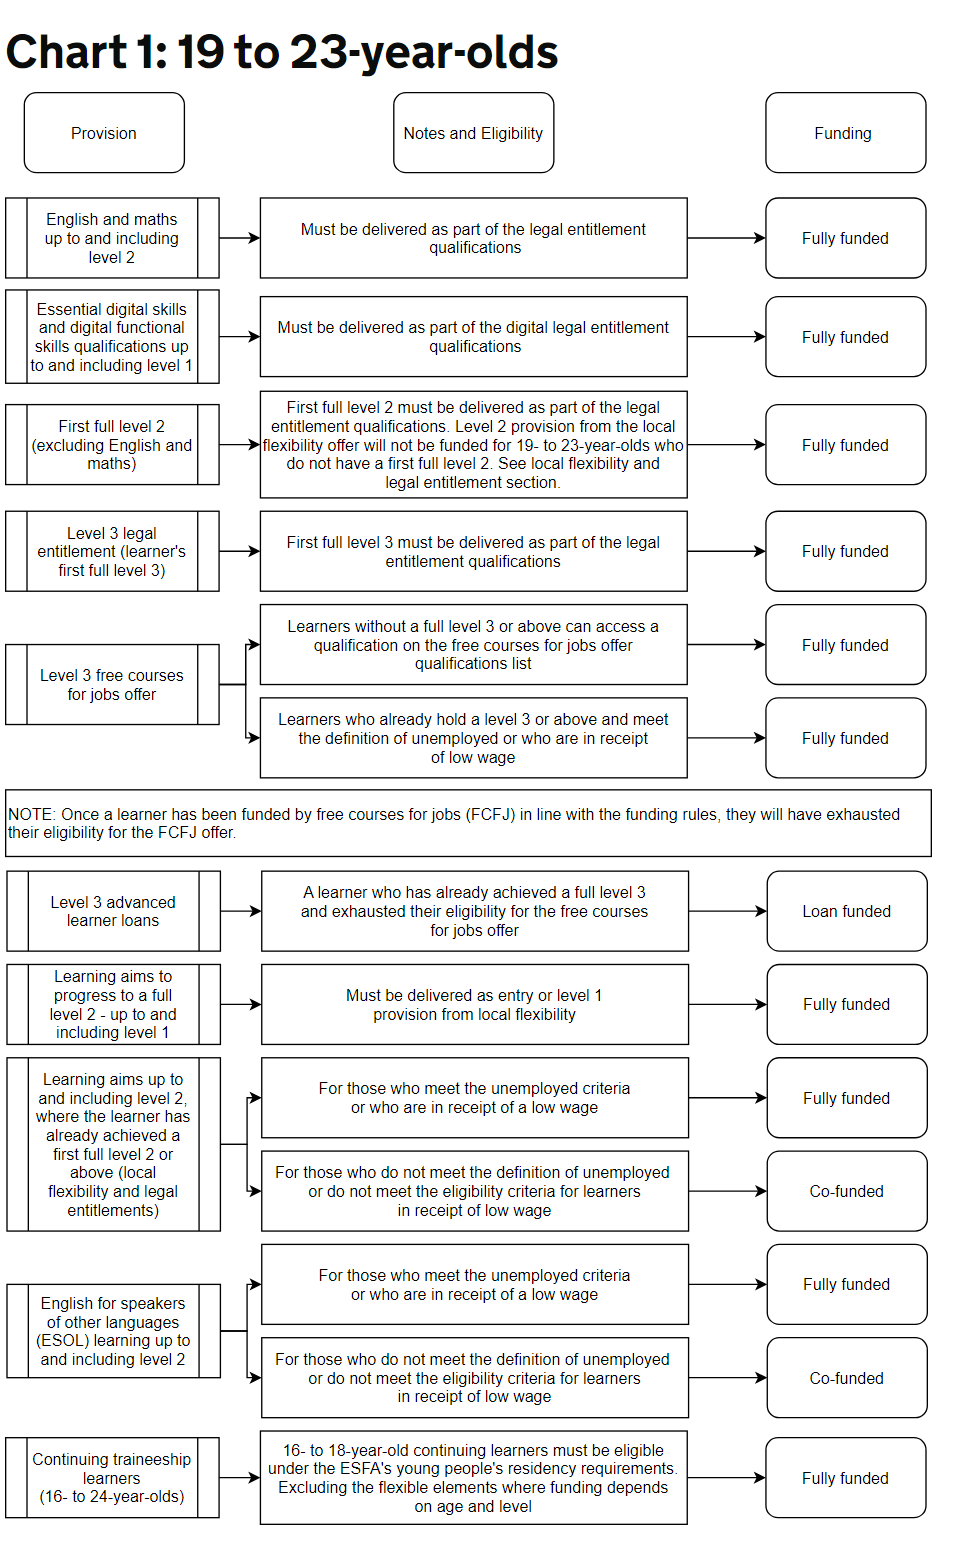 Chart 1: 19 to 23-year-olds
Provision
Notes and Eligibility
Funding
English and maths
up to and including
level 2
Must be delivered as part of the legal entitlement
qualifications
Fully funded
Essential digital skills
and digital functional
skills qualifications up
to and including level 1
Must be delivered as part of the digital legal entitlement
qualifications
Fully funded
First full level 2
(excluding English and
maths)
First full level 2 must be delivered as part of the legal
entitlement qualifications. Level 2 provision from the local
flexibility offer will not be funded for 19- to 23-year-olds who
do not have a first full level 2. See local flexibility and
legal entitlement section.
Fully funded
Level 3 legal
entitlement (learner's
first full level 3)
First full level 3 must be delivered as part of the legal
entitlement qualifications
Fully funded
Level 3 free courses
for jobs offer
Learners without a full level 3 or above can access a
qualification on the free courses for jobs offer
qualifications list
Fully funded
Learners who already hold a level 3 or above and meet
the definition of unemployed or who are in receipt
of low wage
Fully funded
NOTE: Once a learner has been funded by free courses for jobs (FCFJ) in line with the funding rules, they will have exhausted
their eligibility for the FCFJ offer.
Level 3 advanced
learner loans
A learner who has already achieved a full level 3
and exhausted their eligibility for the free courses
for jobs offer
Loan funded
Learning aims to
progress to a full
level 2 - up to and
including level 1
Must be delivered as entry or level 1
provision from local flexibility
Fully funded
Learning aims up to
and including level 2,
where the learner has
already achieved a
first full level 2 or
above (local
flexibility and legal
entitlements)
For those who meet the unemployed criteria
or who are in receipt of a low wage
Fully funded
For those who do not meet the definition of unemployed
or do not meet the eligibility criteria for learners
in receipt of low wage
Co-funded
English for speakers
of other languages
(ESOL) learning up to
and including level 2
For those who meet the unemployed criteria
or who are in receipt of a low wage
Fully funded
For those who do not meet the definition of unemployed
or do not meet the eligibility criteria for learners
in receipt of low wage
Co-funded
Continuing traineeship
learners
(16- to 24-year-olds)
16- to 18-year-old continuing learners must be eligible
under the ESFA's young people's residency requirements.
Excluding the flexible elements where funding depends
on age and level
Fully funded